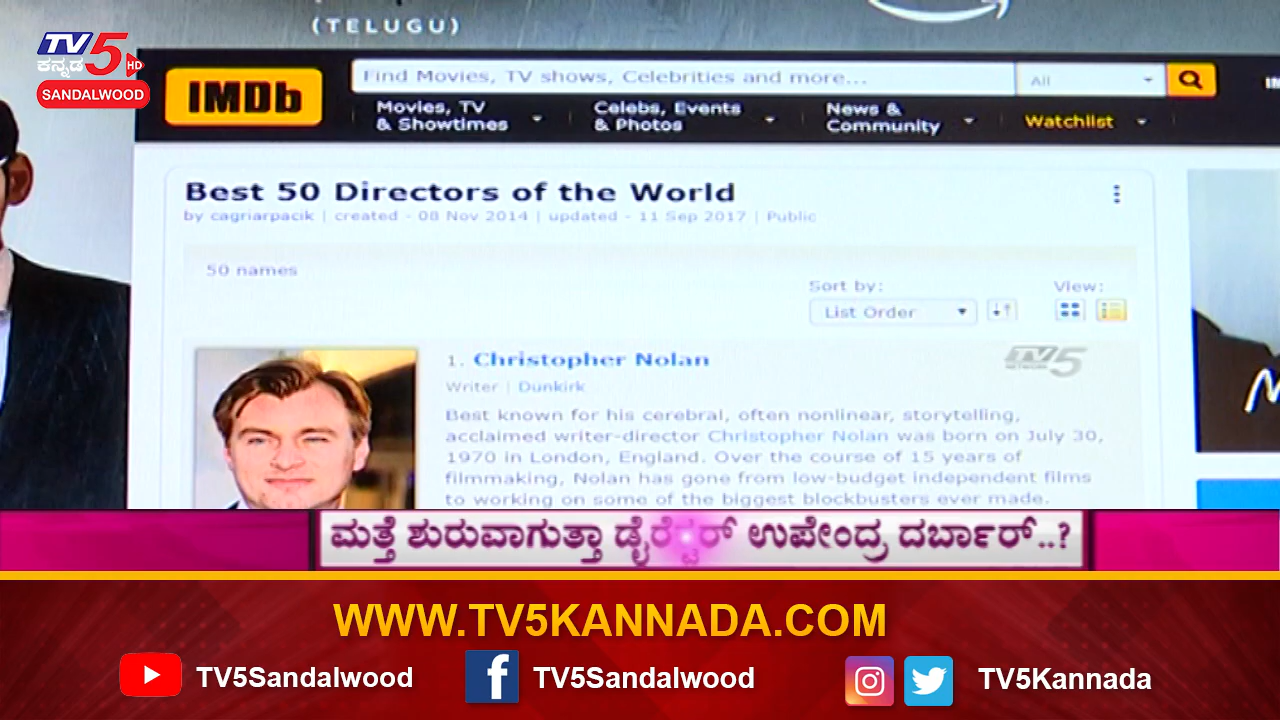 (TELUGU)
TV5 HD
ಕನ್ನಡ
SANDALWOOD
IMDb
Find Movies, TV shows, Celebrities and more...
All
Movies, TV
& Showtimes
Celebs, Events
& Photos
News &
Community
Watchlist
Best 50 Directors of the World
by cagriarpacik | created - 08 Nov 2014 | updated - 11 Sep 2017 | Public
50 names
Sort by:
List Order
View:
1. Christopher Nolan
TV5
NETWORK
Writer | Dunkirk
Best known for his cerebral, often nonlinear, storytelling,
acclaimed writer-director Christopher Nolan was born on July 30,
1970 in London, England. Over the course of 15 years of
filmmaking, Nolan has gone from low-budget independent films
to working on some of the biggest blockbusters ever made.
ಮತ್ತೆ ಶುರುವಾಗುತ್ತಾ ಡೈರೆಕ್ಟರ್ ಉಪೇಂದ್ರ ದರ್ಬಾರ್..?
WWW.TV5KANNADA.COM
TV5Sandalwood
TV5Sandalwood
TV5Kannada